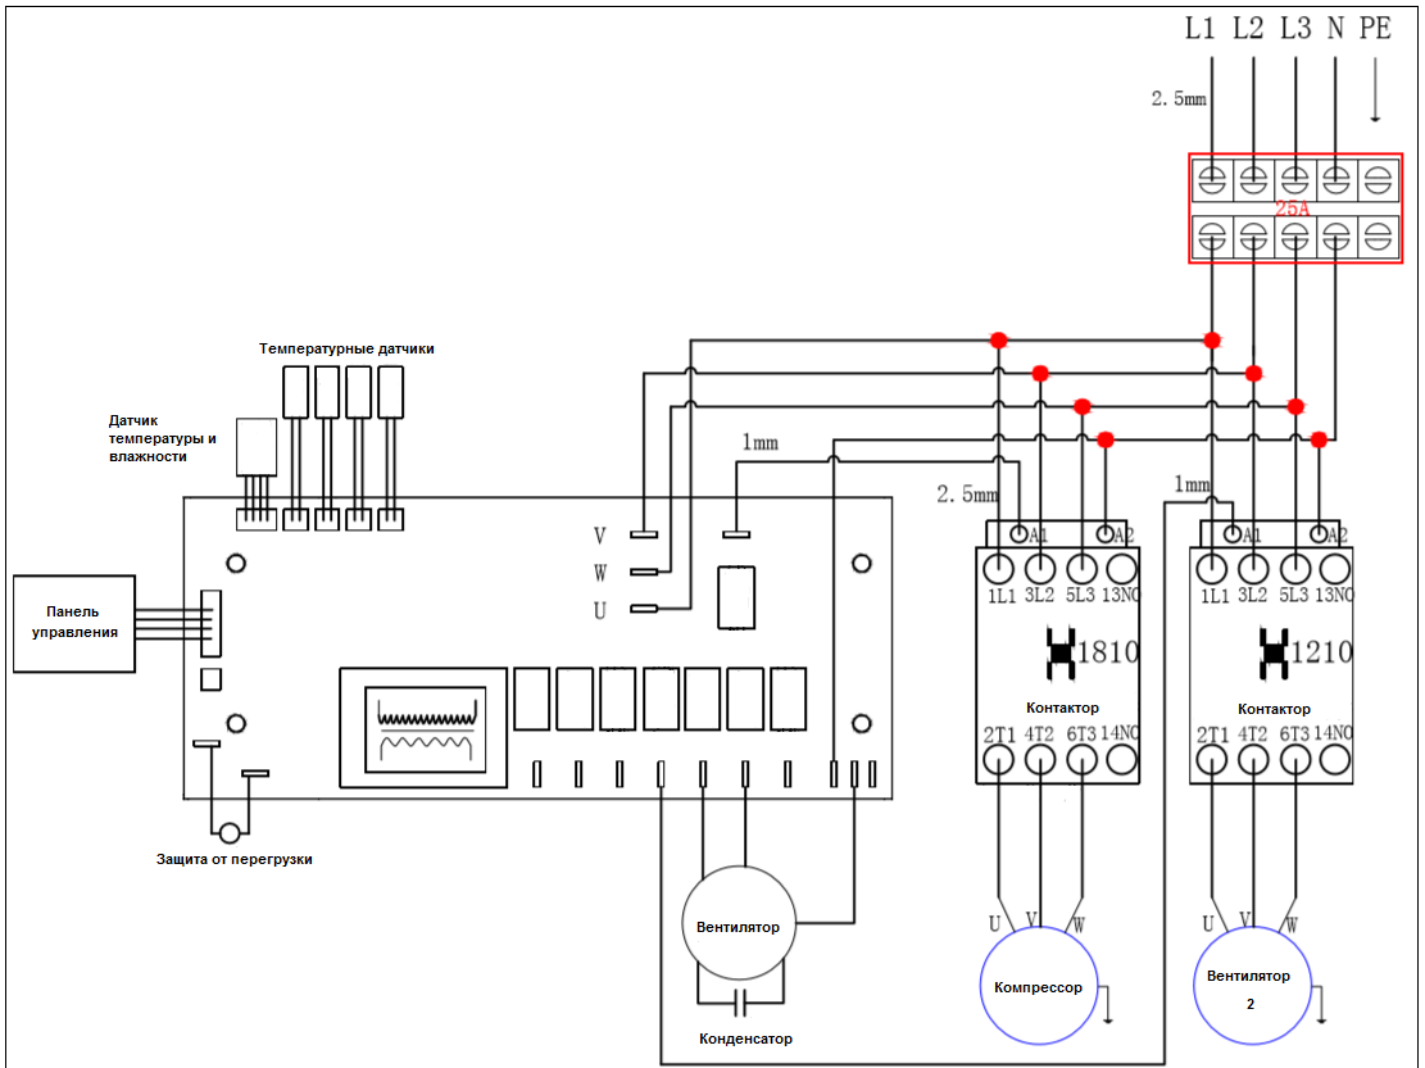 L1 L2 L3 N PE
2.5mm
25A
Температурные датчики
Датчик
температуры и
влажности
1mm
2.5mm
1mm
V
W
U
A1 A2
A1 A2
1L1 3L2 5L3 13NO
1L1 3L2 5L3 13NO
Панель
управления
1810
1210
Контактор
Контактор
2T1 4T2 6T3 14NO
2T1 4T2 6T3 14NO
Защита от перегрузки
Вентилятор
U V W
U V W
Компрессор
Вентилятор
2
Конденсатор